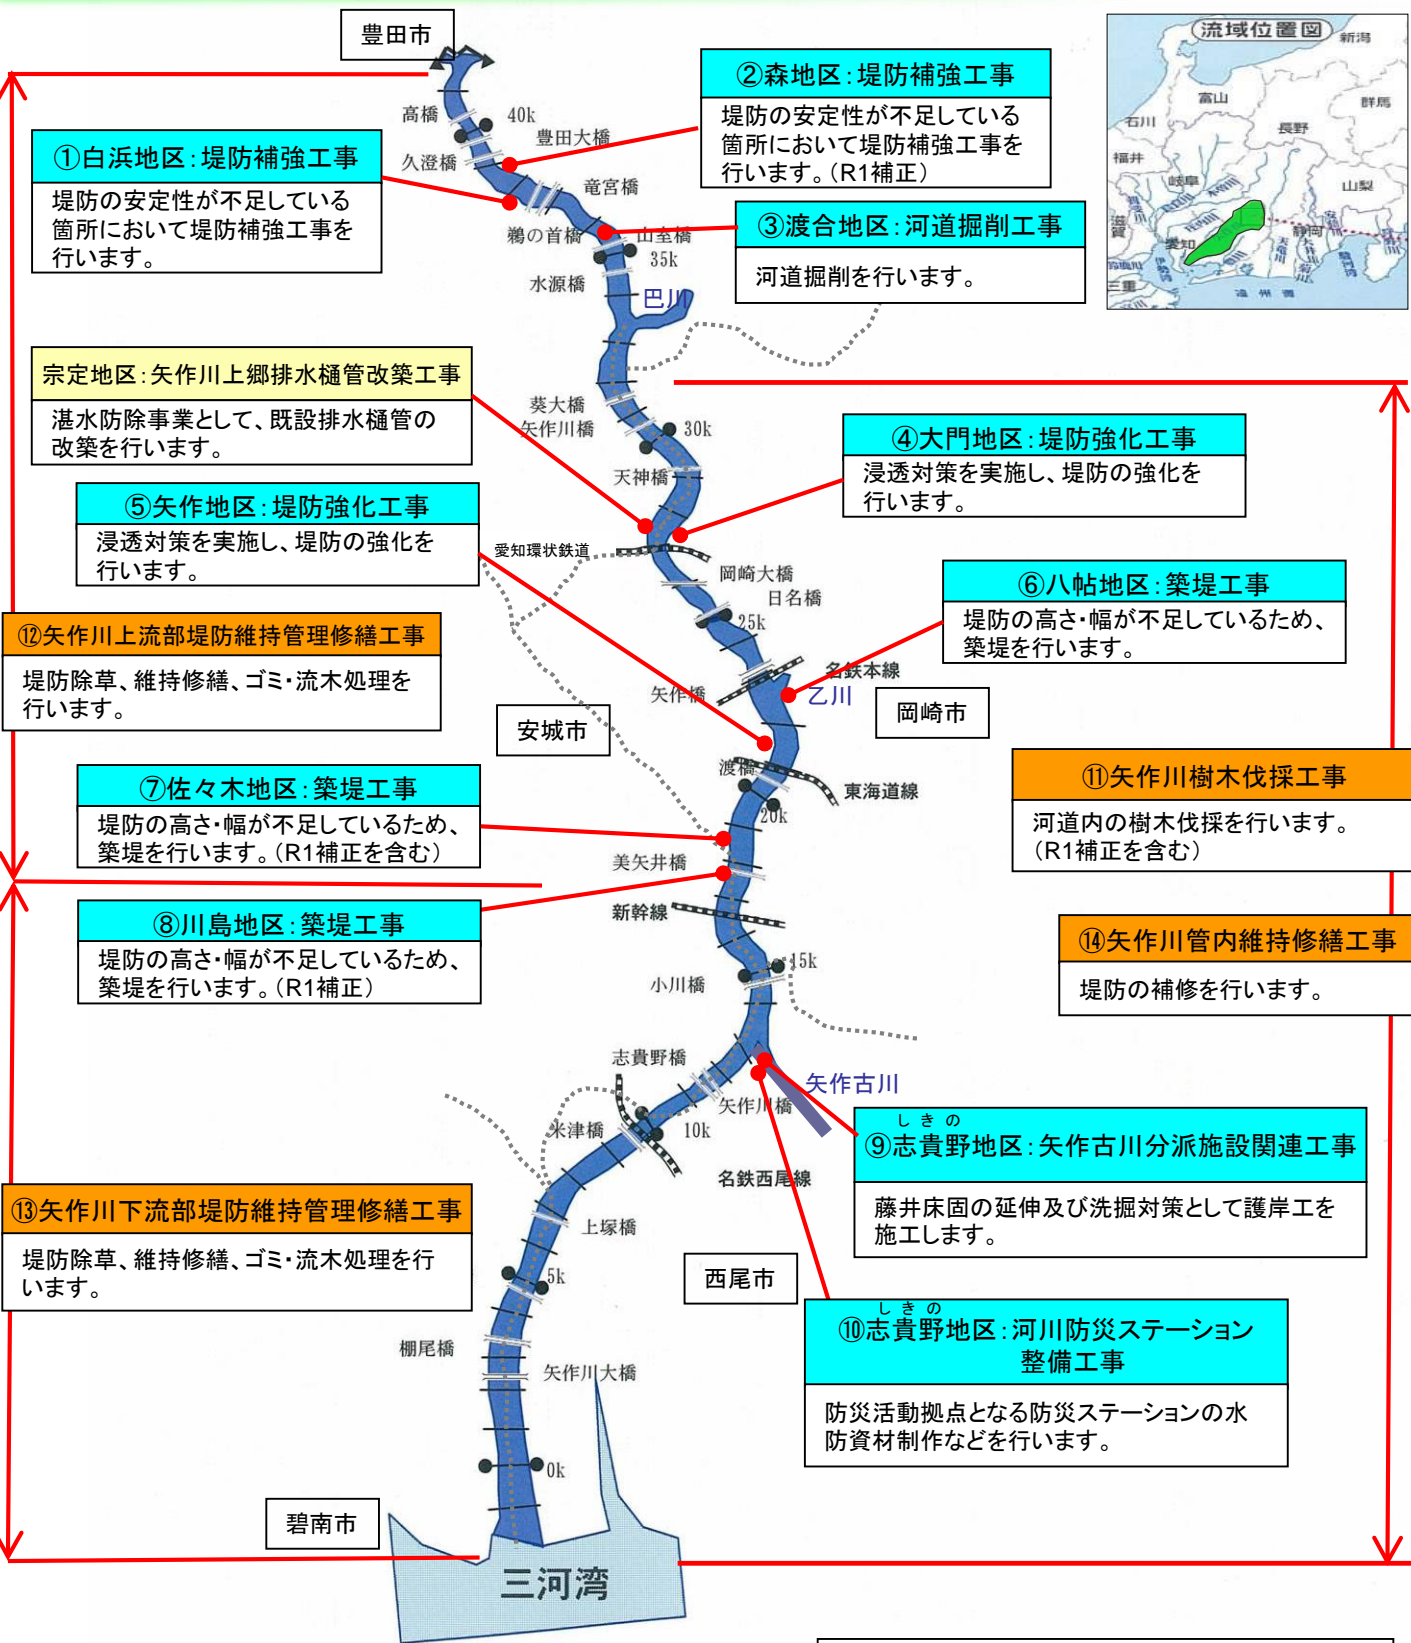 豊田市
流域位置図
新潟
富山
群馬
石川
長野
福井
岐阜
山梨
滋賀
愛知
静岡
三重
遠州灘
②森地区：堤防補強工事
堤防の安定性が不足している
箇所において堤防補強工事を
行います。（R1補正）
高橋
40k
豊田大橋
久澄橋
①白浜地区：堤防補強工事
堤防の安定性が不足している
箇所において堤防補強工事を
行います。
竜宮橋
③渡合地区：河道掘削工事
河道掘削を行います。
鵜の首橋
山室橋
35k
水源橋
巴川
宗定地区：矢作川上郷排水樋管改築工事
湛水防除事業として、既設排水樋管の
改築を行います。
葵大橋
矢作川橋
30k
天神橋
④大門地区：堤防強化工事
浸透対策を実施し、堤防の強化を
行います。
⑤矢作地区：堤防強化工事
浸透対策を実施し、堤防の強化を
行います。
愛知環状鉄道
岡崎大橋
日名橋
25k
⑥八帖地区：築堤工事
堤防の高さ・幅が不足しているため、
築堤を行います。
⑫矢作川上流部堤防維持管理修繕工事
堤防除草、維持修繕、ゴミ・流木処理を
行います。
名鉄本線
矢作橋
乙川
岡崎市
安城市
渡橋
東海道線
20k
⑪矢作川樹木伐採工事
河道内の樹木伐採を行います。
（R1補正を含む）
⑦佐々木地区：築堤工事
堤防の高さ・幅が不足しているため、
築堤を行います。（R1補正を含む）
美矢井橋
新幹線
⑧川島地区：築堤工事
堤防の高さ・幅が不足しているため、
築堤を行います。（R1補正）
⑭矢作川管内維持修繕工事
堤防の補修を行います。
15k
小川橋
志貴野橋
矢作古川
矢作川橋
米津橋
10k
名鉄西尾線
しきの
⑨志貴野地区：矢作古川分派施設関連工事
藤井床固の延伸及び洗掘対策として護岸工を
施工します。
⑬矢作川下流部堤防維持管理修繕工事
堤防除草、維持修繕、ゴミ・流木処理を行
います。
上塚橋
5k
西尾市
しきの
⑩志貴野地区：河川防災ステーション
整備工事
防災活動拠点となる防災ステーションの水
防資材制作などを行います。
棚尾橋
矢作川大橋
0k
碧南市
三河湾